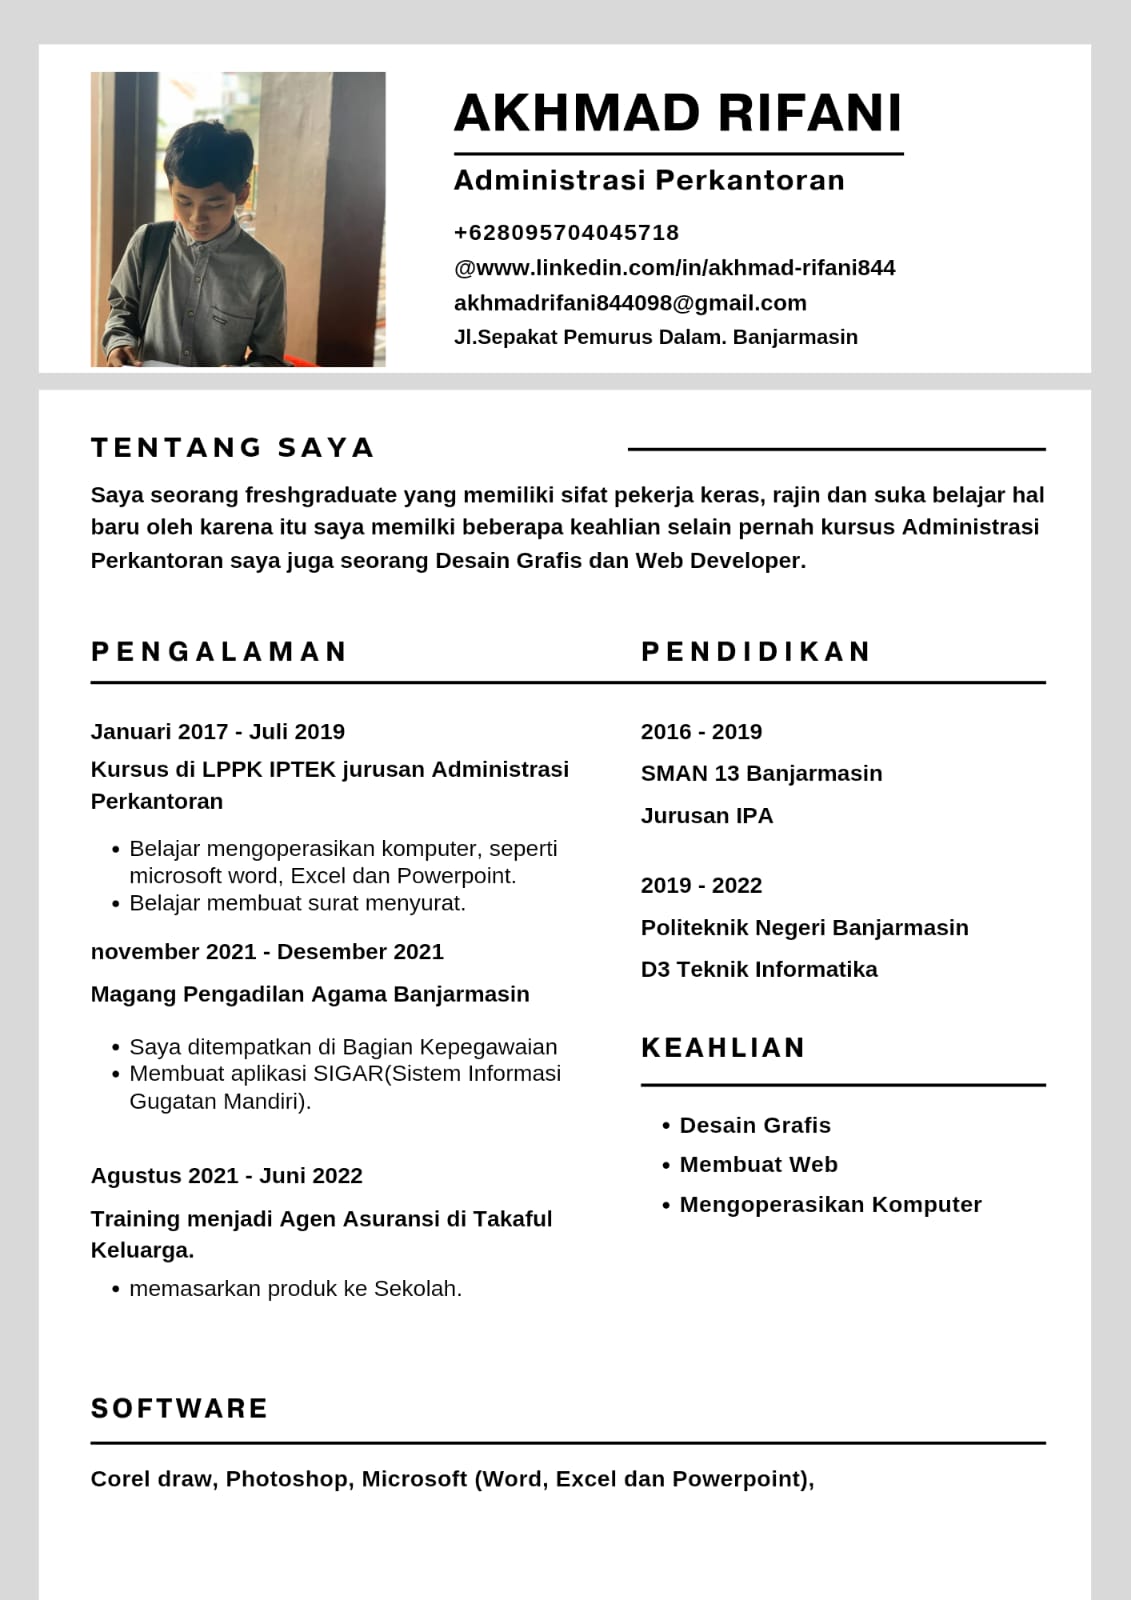 AKHMAD RIFANI
Administrasi Perkantoran
+628095704045718
@www.linkedin.com/in/akhmad-rifani844
akhmadrifani844098@gmail.com
Jl.Sepakat Pemurus Dalam. Banjarmasin
TENTANG SAYA
Saya seorang freshgraduate yang memiliki sifat pekerja keras, rajin dan suka belajar hal
baru oleh karena itu saya memilki beberapa keahlian selain pernah kursus Administrasi
Perkantoran saya juga seorang Desain Grafis dan Web Developer.
PENGALAMAN
Januari 2017 - Juli 2019
Kursus di LPPK IPTEK jurusan Administrasi
Perkantoran
• Belajar mengoperasikan komputer, seperti
microsoft word, Excel dan Powerpoint.
• Belajar membuat surat menyurat.
november 2021 - Desember 2021
Magang Pengadilan Agama Banjarmasin
• Saya ditempatkan di Bagian Kepegawaian
• Membuat aplikasi SIGAR(Sistem Informasi
Gugatan Mandiri).
Agustus 2021 - Juni 2022
Training menjadi Agen Asuransi di Takaful
Keluarga.
• memasarkan produk ke Sekolah.
PENDIDIKAN
2016 - 2019
SMAN 13 Banjarmasin
Jurusan IPA
2019 - 2022
Politeknik Negeri Banjarmasin
D3 Teknik Informatika
KEAHLIAN
• Desain Grafis
• Membuat Web
• Mengoperasikan Komputer
SOFTWARE
Corel draw, Photoshop, Microsoft (Word, Excel dan Powerpoint),